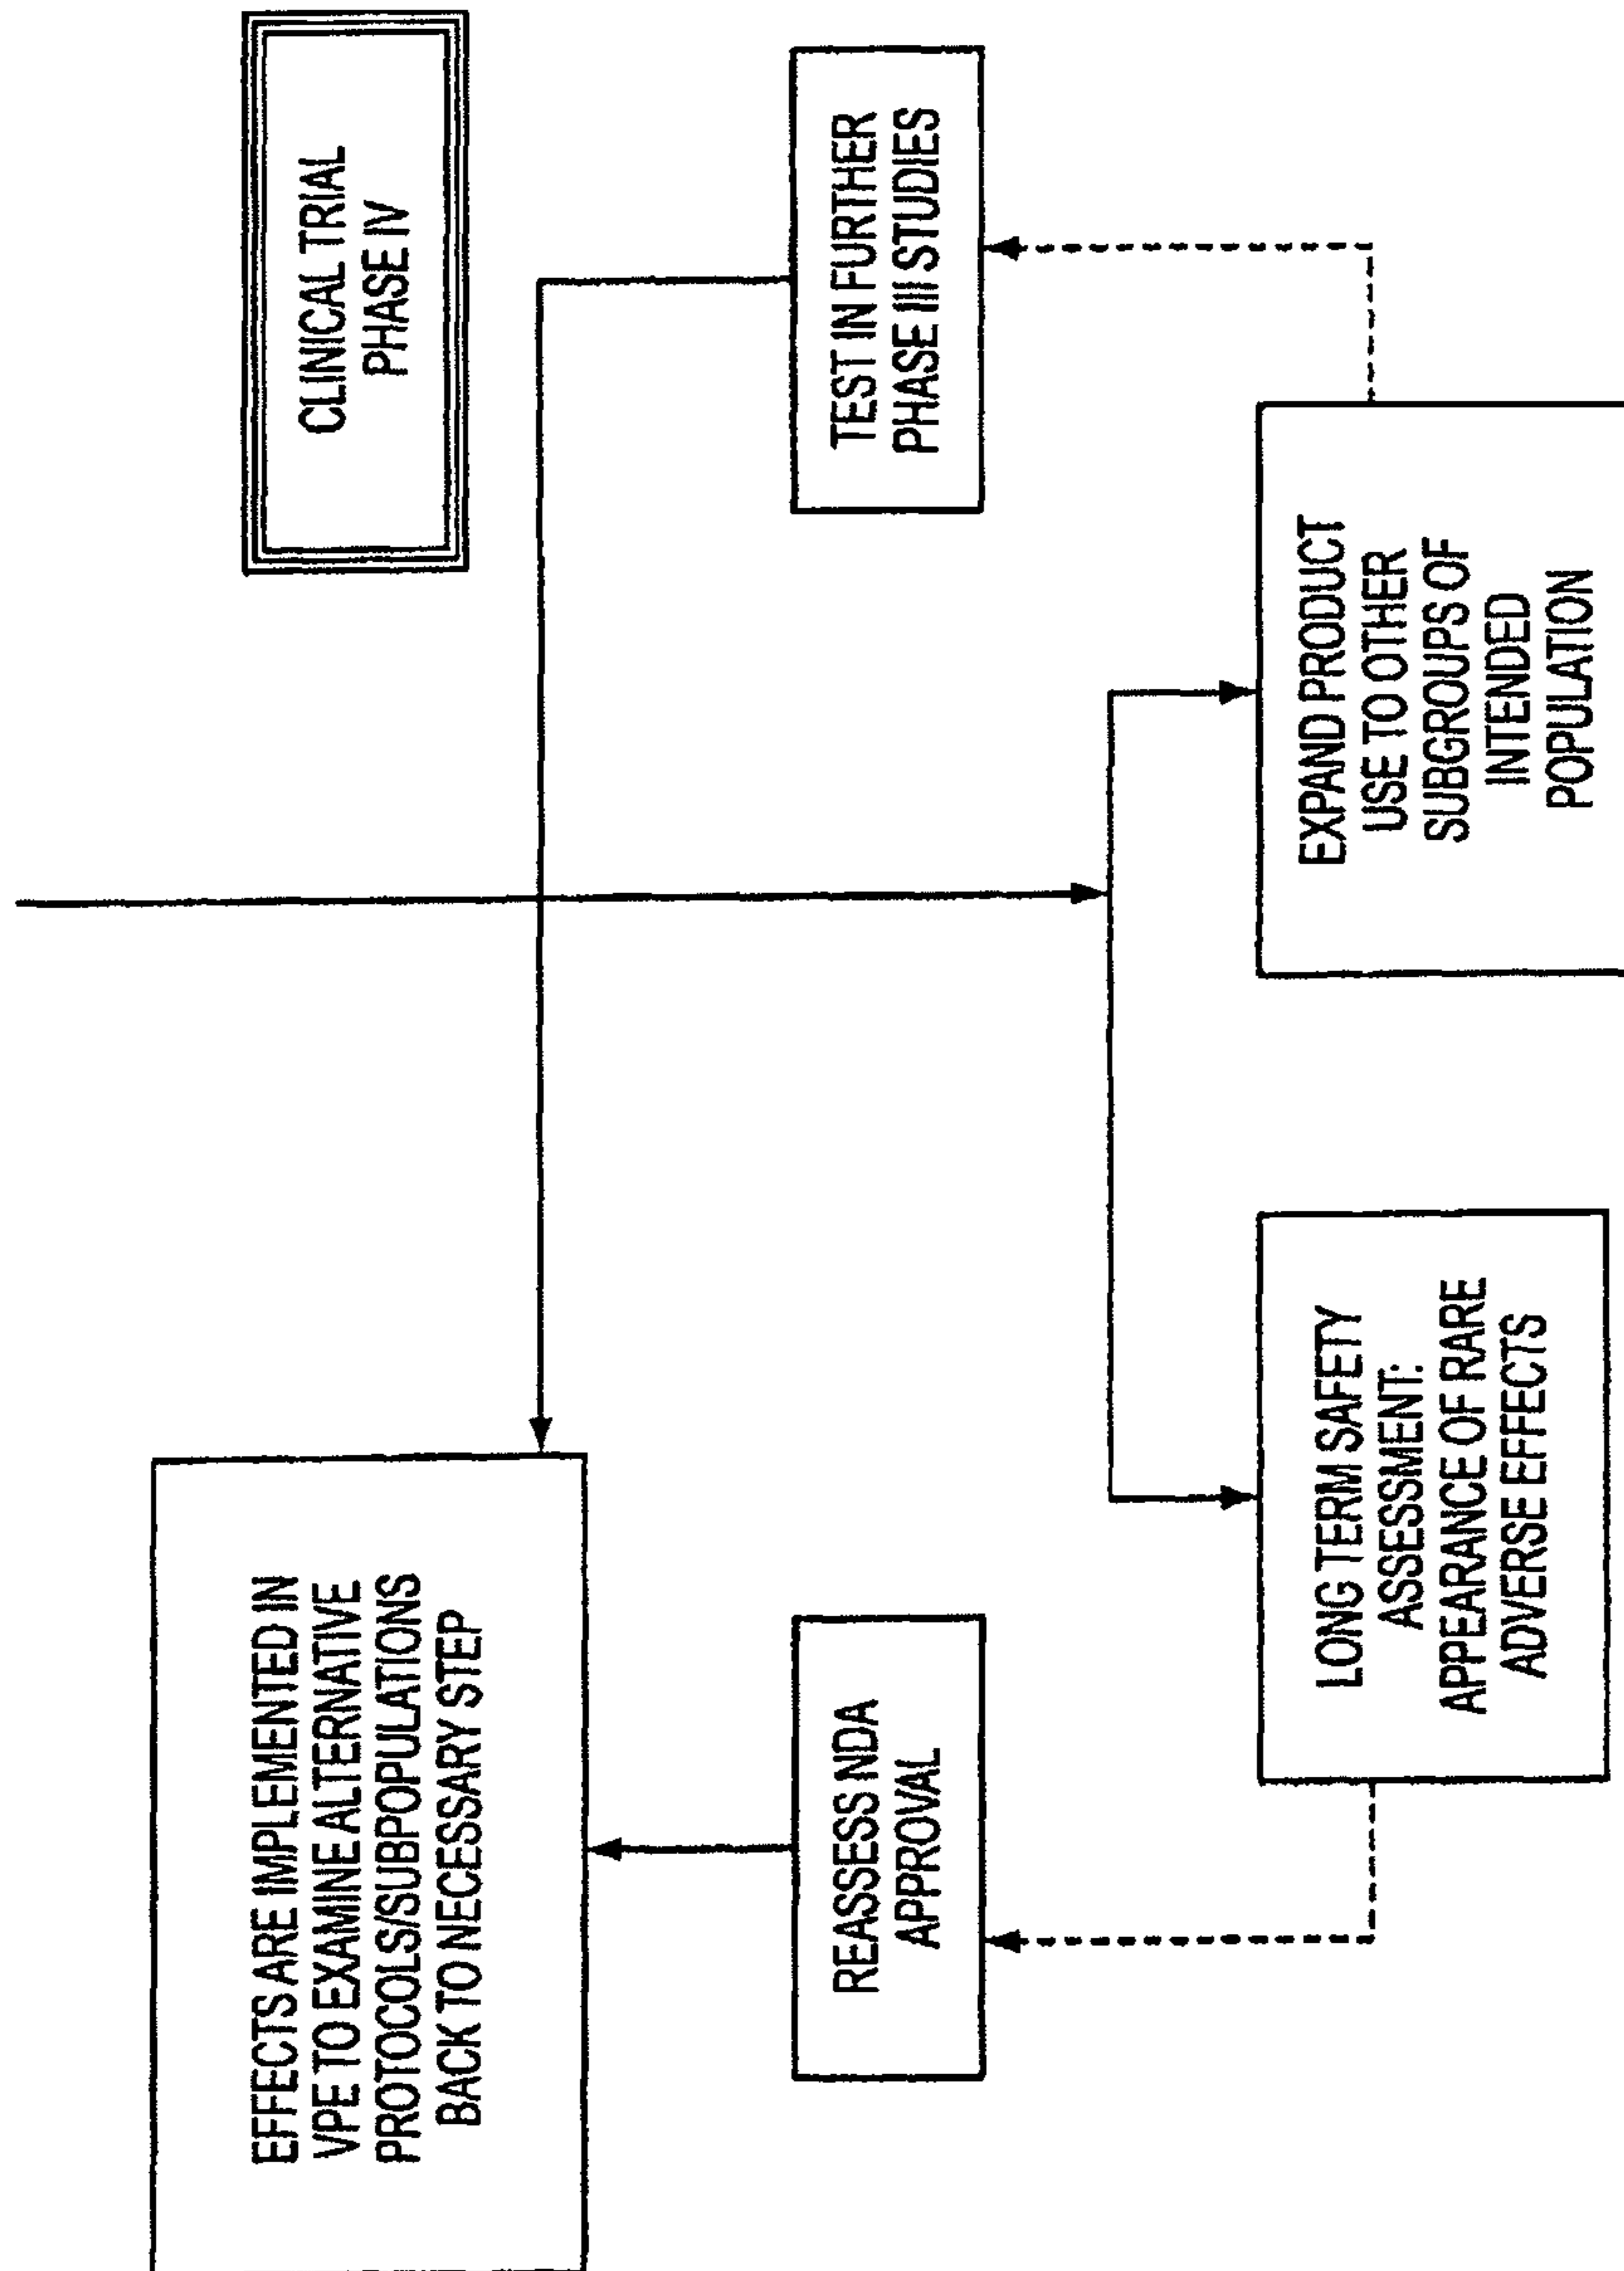 CLINICAL TRIAL
PHASE IV
EFFECTS ARE IMPLEMENTED IN
VPE TO EXAMINE ALTERNATIVE
PROTOCOLS/SUBPOPULATIONS
BACK TO NECESSARY STEP
REASSESS NDA
APPROVAL
TEST IN FURTHER
PHASE III STUDIES
LONG TERM SAFETY
ASSESSMENT:
APPEARANCE OF RARE
ADVERSE EFFECTS
EXPAND PRODUCT
USE TO OTHER
SUBGROUPS OF
INTENDED
POPULATION